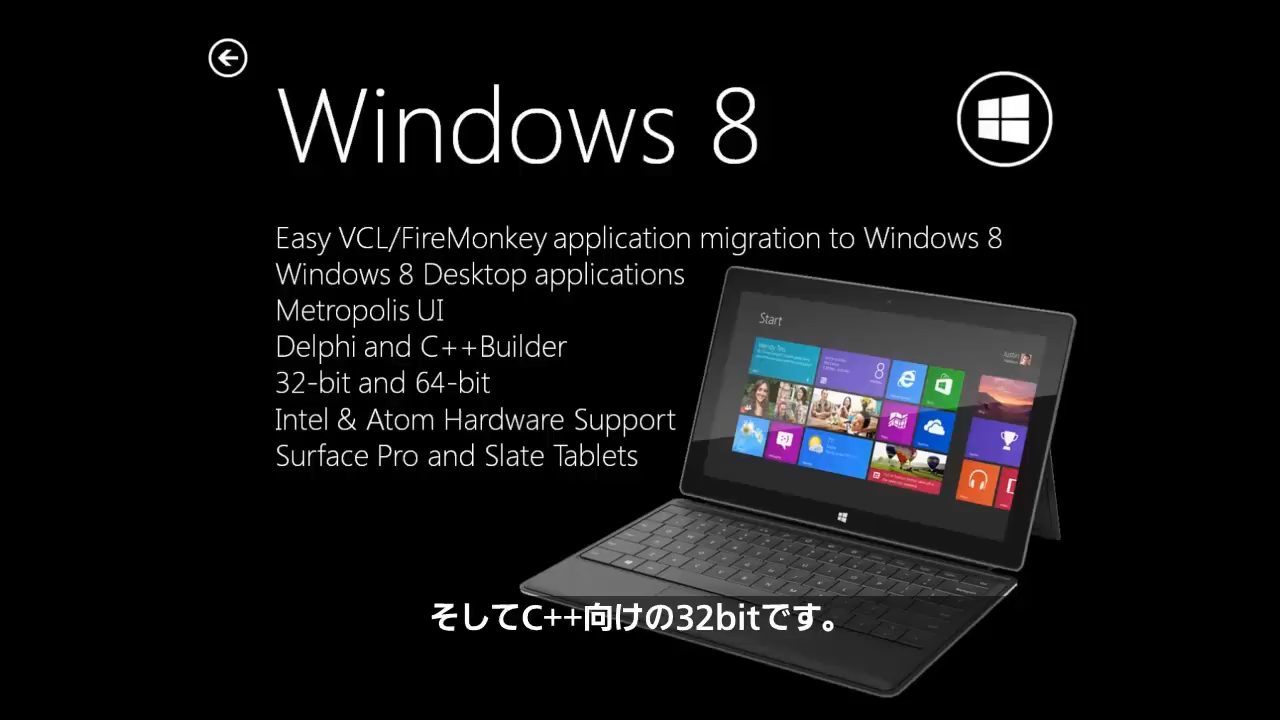 Windows 8
Easy VCL/FireMonkey application migration to Windows 8
Windows 8 Desktop applications
Metropolis UI
Delphi and C++Builder
32-bit and 64-bit
Intel & Atom Hardware Support
Surface Pro and Slate Tablets
Start
Justin
8
そしてC++向けの32bitです。